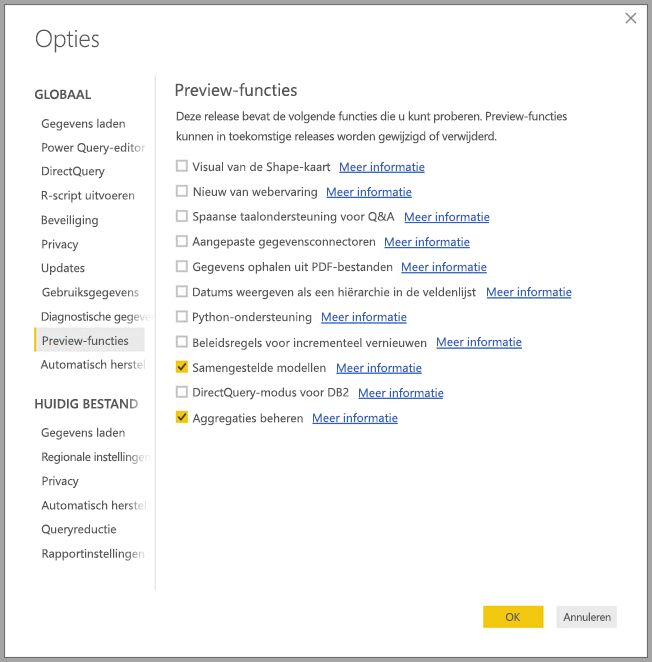 Opties
GLOBAAL
Gegevens laden
Power Query-editor
DirectQuery
R-script uitvoeren
Beveiliging
Privacy
Updates
Gebruiksgegevens
Diagnostische gegeve
Preview-functies
Automatisch herstel
HUIDIG BESTAND
Gegevens laden
Regionale instellingen
Privacy
Automatisch herstel
Queryreductie
Rapportinstellingen
Preview-functies
Deze release bevat de volgende functies die u kunt proberen. Preview-functies
kunnen in toekomstige releases worden gewijzigd of verwijderd.
Visual van de Shape-kaart Meer informatie
Nieuw van webervaring Meer informatie
Spaanse taalondersteuning voor Q&A Meer informatie
Aangepaste gegevensconnectoren Meer informatie
Gegevens ophalen uit PDF-bestanden Meer informatie
Datums weergeven als een hiërarchie in de veldenlijst Meer informatie
Python-ondersteuning Meer informatie
Beleidsregels voor incrementeel vernieuwen Meer informatie
Samengestelde modellen Meer informatie
DirectQuery-modus voor DB2 Meer informatie
Aggregaties beheren Meer informatie
OK
Annuleren